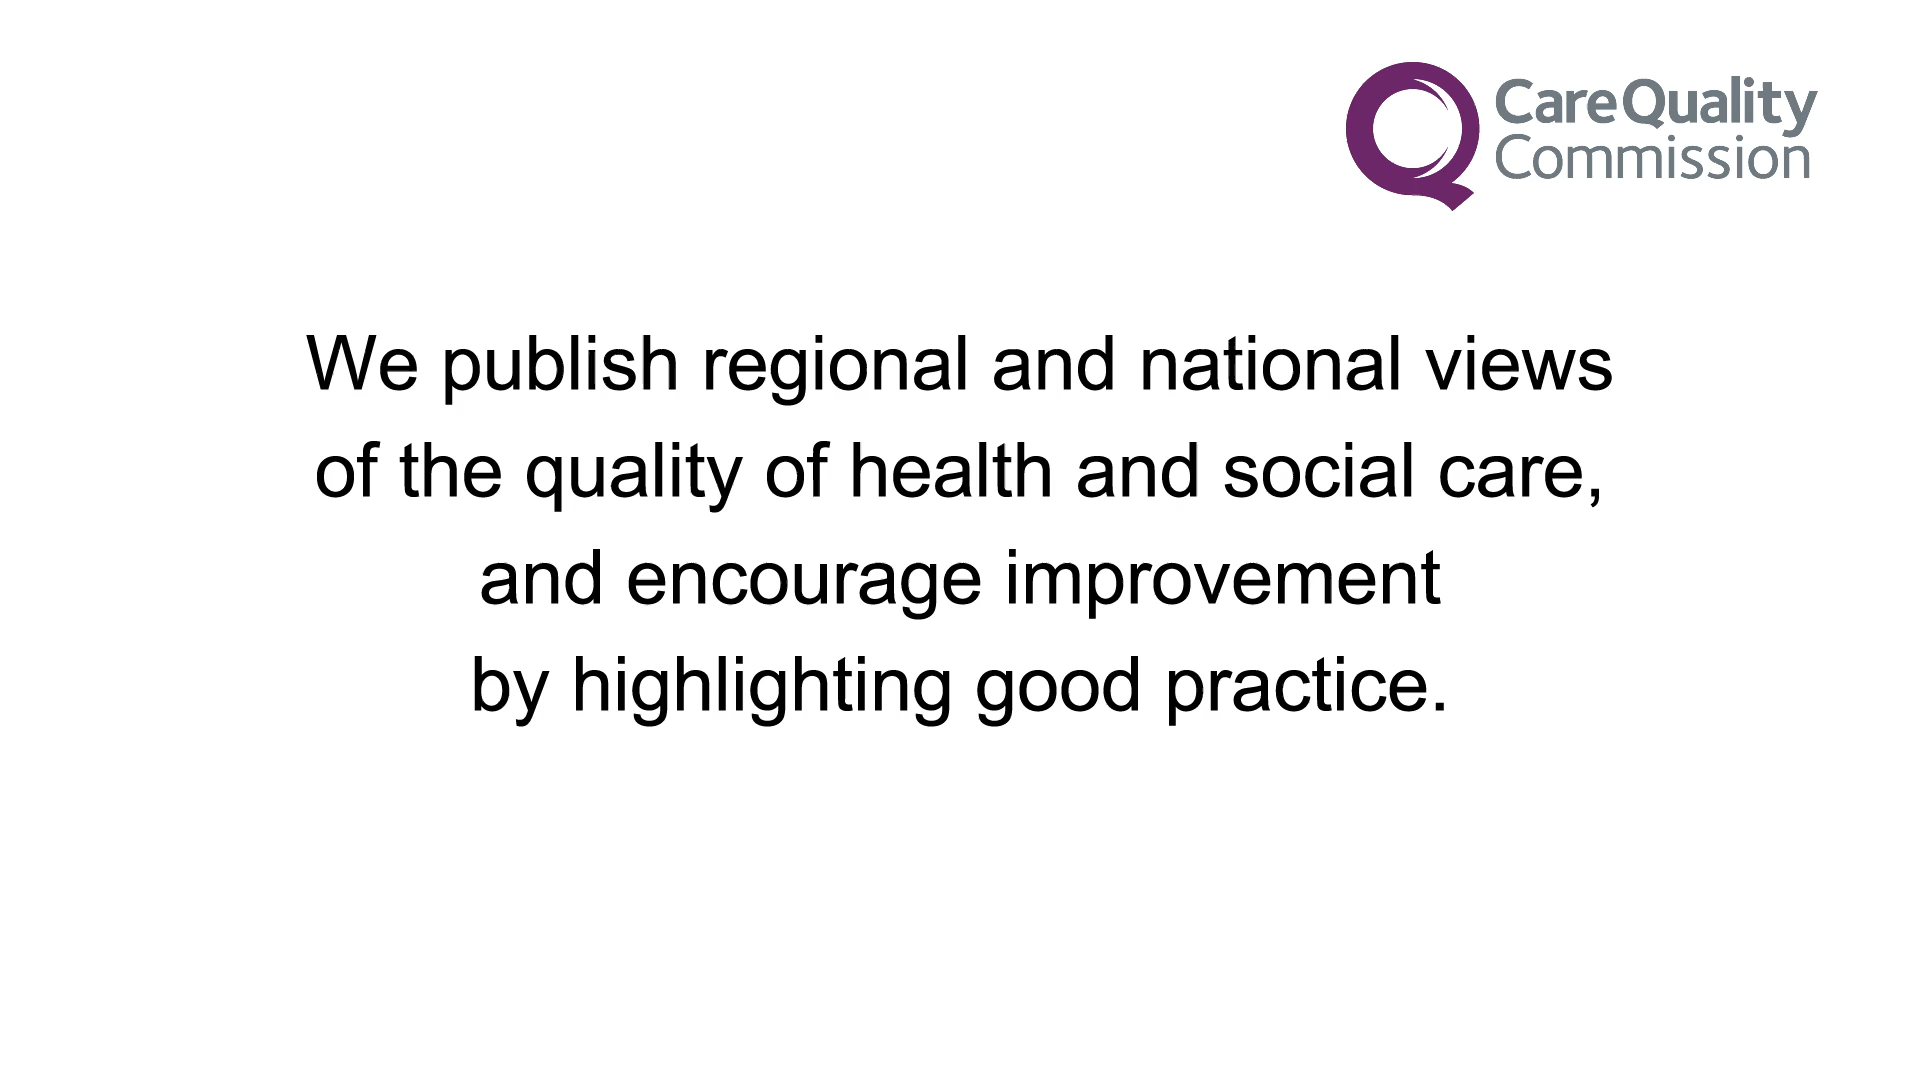 CareQuality
Commission
We publish regional and national views
of the quality of health and social care,
and encourage improvement
by highlighting good practice.